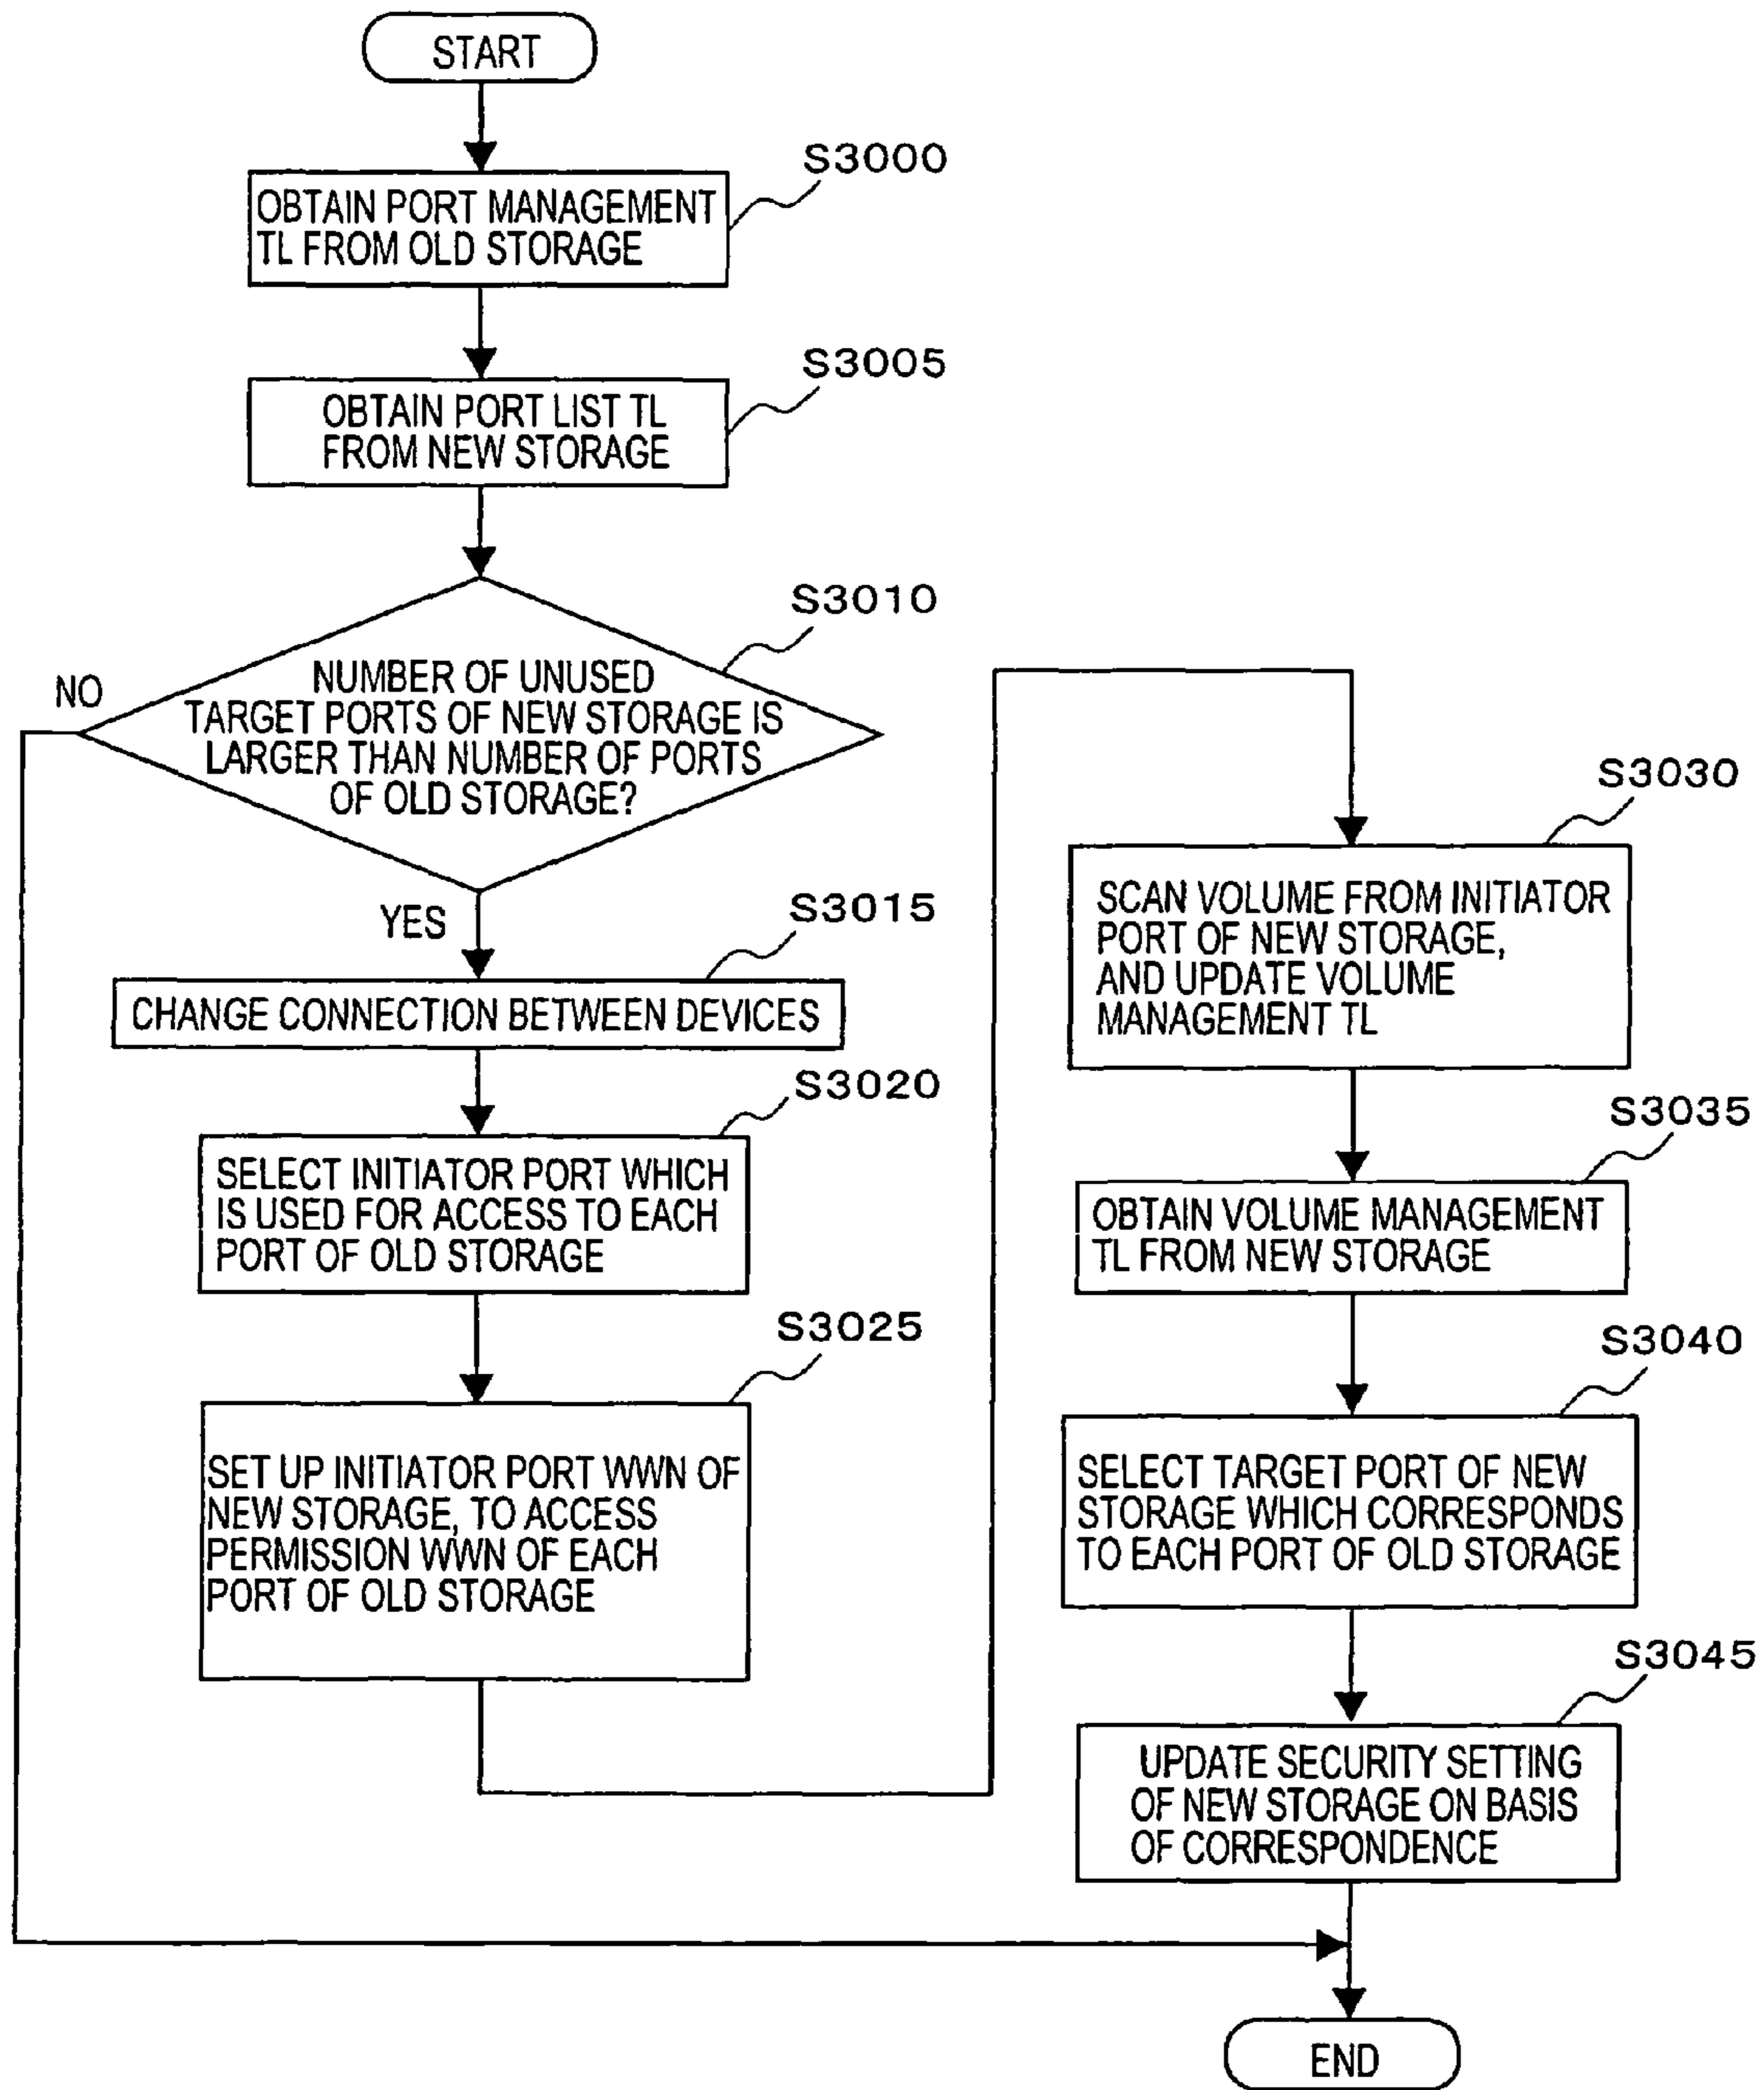 START
S3000
OBTAIN PORT MANAGEMENT
TL FROM OLD STORAGE
S3005
OBTAIN PORT LIST TL
FROM NEW STORAGE
S3010
NUMBER OF UNUSED
TARGET PORTS OF NEW STORAGE IS
LARGER THAN NUMBER OF PORTS
OF OLD STORAGE?
NO
YES
S3015
CHANGE CONNECTION BETWEEN DEVICES
S3020
SELECT INITIATOR PORT WHICH
IS USED FOR ACCESS TO EACH
PORT OF OLD STORAGE
S3025
SET UP INITIATOR PORT WWN OF
NEW STORAGE, TO ACCESS
PERMISSION WWN OF EACH
PORT OF OLD STORAGE
S3030
SCAN VOLUME FROM INITIATOR
PORT OF NEW STORAGE,
AND UPDATE VOLUME
MANAGEMENT TL
S3035
OBTAIN VOLUME MANAGEMENT
TL FROM NEW STORAGE
S3040
SELECT TARGET PORT OF NEW
STORAGE WHICH CORRESPONDS
TO EACH PORT OF OLD STORAGE
S3045
UPDATE SECURITY SETTING
OF NEW STORAGE ON BASIS
OF CORRESPONDENCE
END